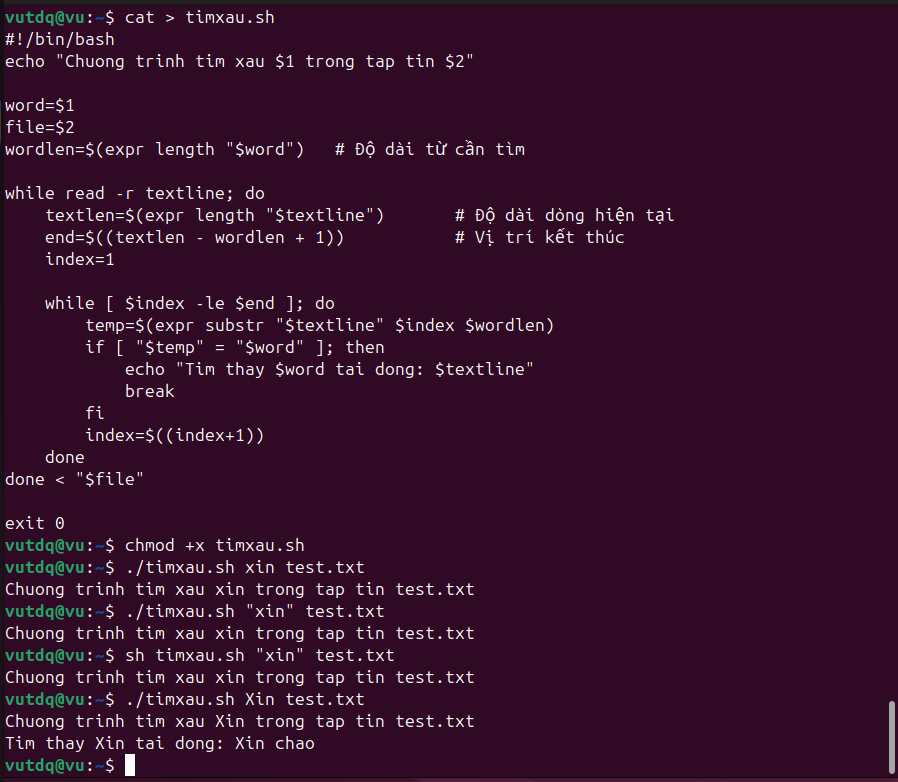 vutdq@vu:~$ cat > timxau.sh
#!/bin/bash
echo "Chuong trinh tim xau $1 trong tap tin $2"

word=$1
file=$2
wordlen=$(expr length "$word")   # Độ dài từ cần tìm

while read -r textline; do
    textlen=$(expr length "$textline")       # Độ dài dòng hiện tại
    end=$((textlen - wordlen + 1))           # Vị trí kết thúc
    index=1

    while [ $index -le $end ]; do
        temp=$(expr substr "$textline" $index $wordlen)
        if [ "$temp" = "$word" ]; then
            echo "Tim thay $word tai dong: $textline"
            break
        fi
        index=$((index+1))
    done
done < "$file"

exit 0
vutdq@vu:~$ chmod +x timxau.sh
vutdq@vu:~$ ./timxau.sh xin test.txt
Chuong trinh tim xau xin trong tap tin test.txt
vutdq@vu:~$ ./timxau.sh "xin" test.txt
Chuong trinh tim xau xin trong tap tin test.txt
vutdq@vu:~$ sh timxau.sh "xin" test.txt
Chuong trinh tim xau xin trong tap tin test.txt
vutdq@vu:~$ ./timxau.sh Xin test.txt
Chuong trinh tim xau Xin trong tap tin test.txt
Tim thay Xin tai dong: Xin chao
vutdq@vu:~$